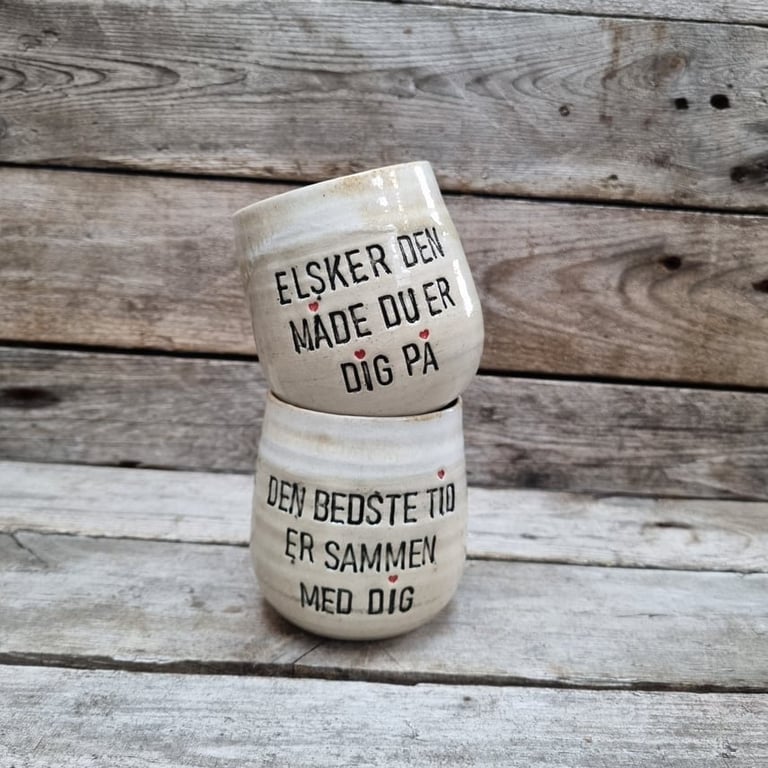 ELSKER DEN
MÅDE DU ER
DIG PÅ
DEN BEDSTE TID
ER SAMMEN
MED DIG